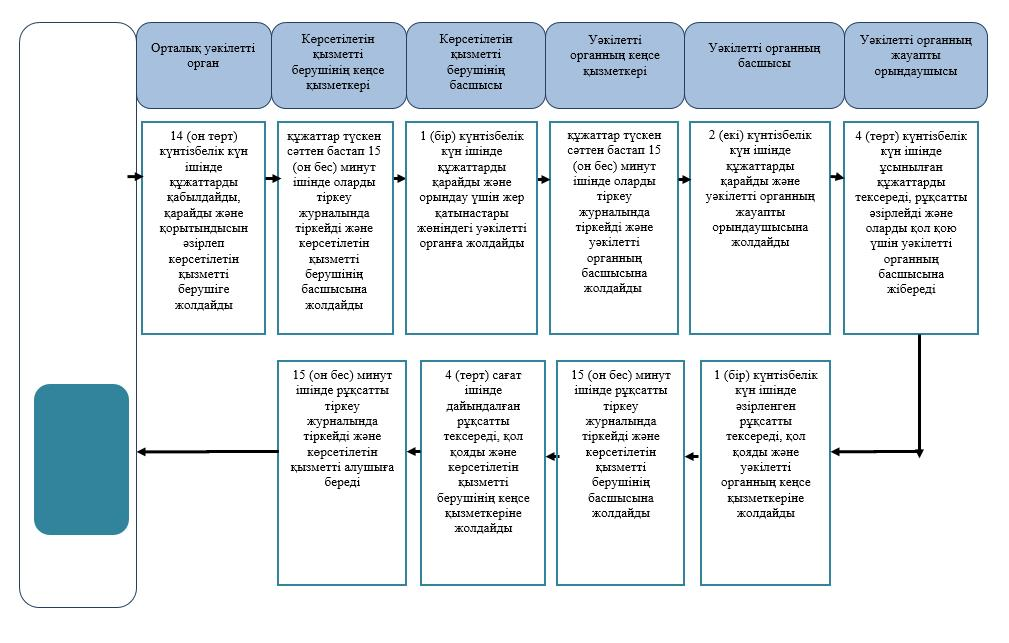 Орталық уәкілетті
орган
Көрсетілетін
қызметті
берушінің кеңсе
қызметкері
Көрсетілетін
қызметті
берушінің
басшысы
Уәкілетті
органның кеңсе
қызметкері
Уәкілетті органның
басшысы
Уәкілетті органның
жауапты
орындаушысы
14 (он төрт)
күнтізбелік күн
ішінде
құжаттарды
қабылдайды,
қарайды және
қорытындысын
әзірлеп
көрсетілетін
қызметті
берушіге
жолдайды
құжаттар түскен
сәттен бастап 15
(он бес) минут
ішінде оларды
тіркеу
журналында
тіркейді және
көрсетілетін
қызметті
берушінің
басшысына
жолдайды
1 (бір) күнтізбелік
күн ішінде
құжаттарды
қарайды және
орындау үшін жер
қатынастары
жөніндегі уәкілетті
органға жолдайды
құжаттар түскен
сәттен бастап 15
(он бес) минут
ішінде оларды
тіркеу
журналында
тіркейді және
уәкілетті
органның
басшысына
жолдайды
2 (екі) күнтізбелік
күн ішінде
құжаттарды
қарайды және
уәкілетті органның
жауапты
орындаушысына
жолдайды
4 (төрт) күнтізбелік
күн ішінде
ұсынылған
құжаттарды
тексереді, рұқсатты
әзірлейді және
оларды қол қою
үшін уәкілетті
органның
басшысына
жібереді
15 (он бес) минут
ішінде рұқсатты
тіркеу
журналында
тіркейді және
көрсетілетін
қызметті алушыға
береді
4 (төрт) сағат
ішінде
дайындалған
рұқсатты
тексереді, қол
қояды және
көрсетілетін
қызметті
берушінің кеңсе
қызметкеріне
жолдайды
15 (он бес) минут
ішінде рұқсатты
тіркеу
журналында
тіркейді және
көрсетілетін
қызметті
берушінің
басшысына
жолдайды
1 (бір) күнтізбелік
күн ішінде
әзірленген
рұқсатты
тексереді, қол
қояды және
уәкілетті
органның кеңсе
қызметкеріне
жолдайды